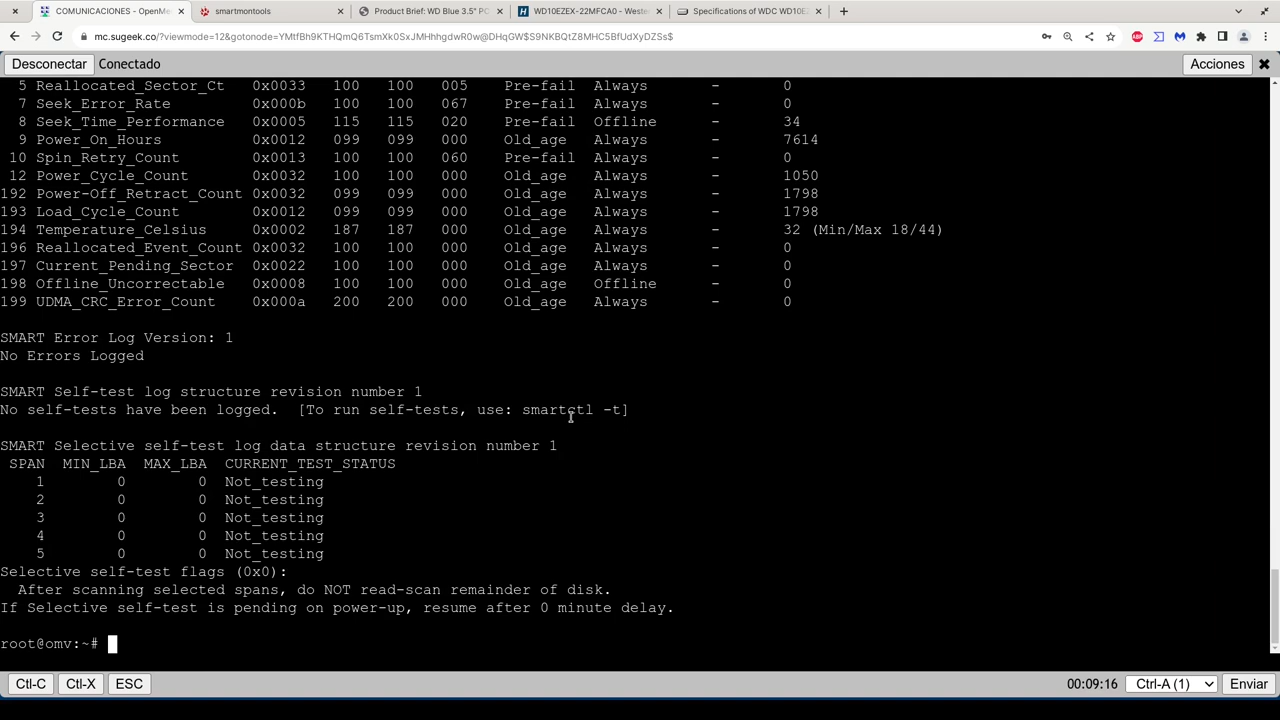 COMUNICACIONES - OpenMe
smartmontools
Product Brief: WD Blue 3.5" PC
WD10EZEX-22MFCA0 - Weste
Specifications of WDC WD10EZ
mc.sugeek.co/?viewmode=12&gotonode=YMtfBh9KTHQmQ6TsmXk0SxJMHhhgdwR0w@DHqGW$S9NKBQtZ8MHC5BfUdXyDZSs$
Desconectar Conectado Acciones
5 Reallocated_Sector_Ct 0x0033 100 100 005 Pre-fail Always - 0
7 Seek_Error_Rate 0x000b 100 100 067 Pre-fail Always - 0
8 Seek_Time_Performance 0x0005 115 115 020 Pre-fail Offline - 34
9 Power_On_Hours 0x0012 099 099 000 Old_age Always - 7614
10 Spin_Retry_Count 0x0013 100 100 060 Pre-fail Always - 0
12 Power_Cycle_Count 0x0032 100 100 000 Old_age Always - 1050
192 Power-Off_Retract_Count 0x0032 099 099 000 Old_age Always - 1798
193 Load_Cycle_Count 0x0012 099 099 000 Old_age Always - 1798
194 Temperature_Celsius 0x0002 187 187 000 Old_age Always - 32 (Min/Max 18/44)
196 Reallocated_Event_Count 0x0032 100 100 000 Old_age Always - 0
197 Current_Pending_Sector 0x0022 100 100 000 Old_age Always - 0
198 Offline_Uncorrectable 0x0008 100 100 000 Old_age Offline - 0
199 UDMA_CRC_Error_Count 0x000a 200 200 000 Old_age Always - 0
SMART Error Log Version: 1
No Errors Logged
SMART Self-test log structure revision number 1
No self-tests have been logged. [To run self-tests, use: smartctl -t]
SMART Selective self-test log data structure revision number 1
SPAN MIN_LBA MAX_LBA CURRENT_TEST_STATUS
1 0 0 Not_testing
2 0 0 Not_testing
3 0 0 Not_testing
4 0 0 Not_testing
5 0 0 Not_testing
Selective self-test flags (0x0):
After scanning selected spans, do NOT read-scan remainder of disk.
If Selective self-test is pending on power-up, resume after 0 minute delay.
root@omv:~#
Ctl-C Ctl-X ESC 00:09:16 Ctrl-A (1) Enviar